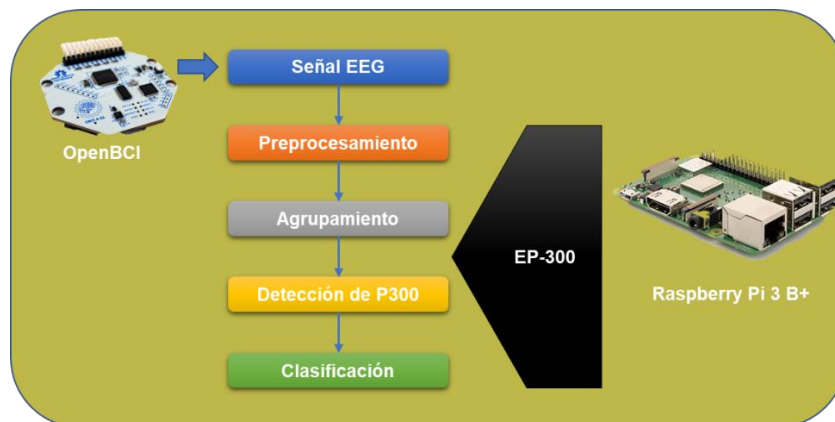 Señal EEG
OpenBCI
Preprocesamiento
Agrupamiento
EP-300
Detección de P300
Raspberry Pi 3 B+
Clasificación